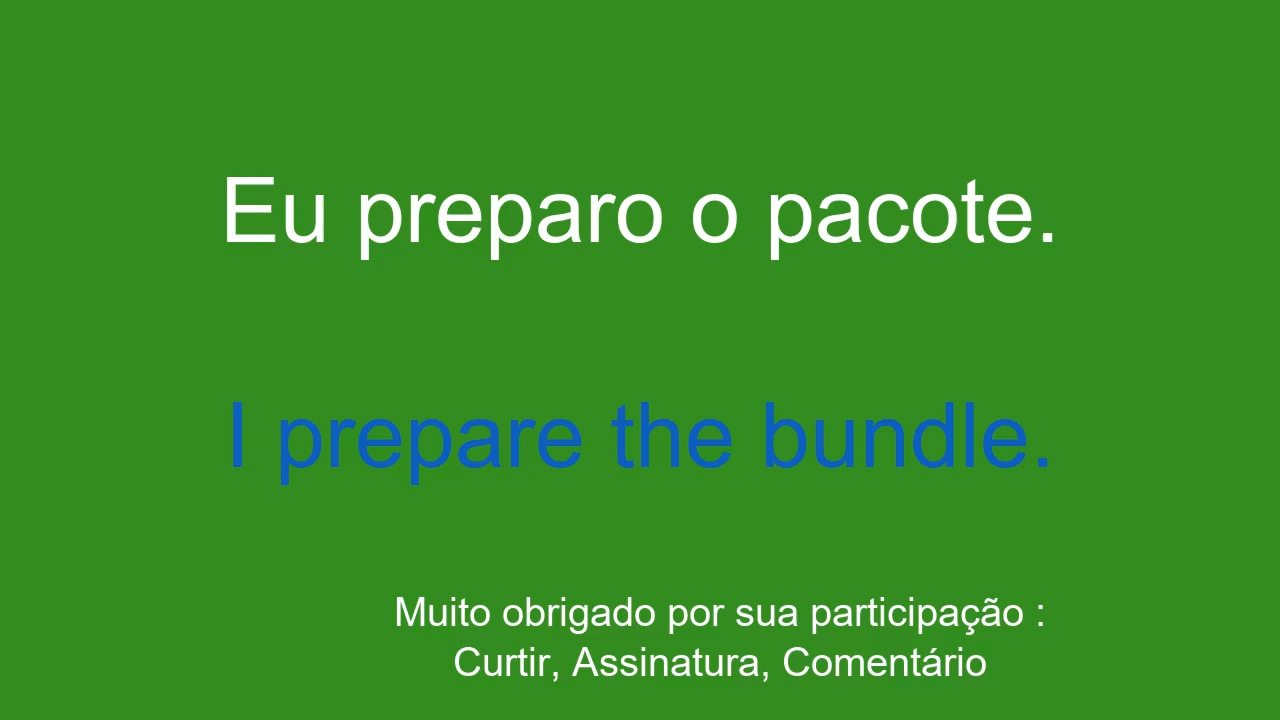 Eu preparo o pacote.
I prepare the bundle.
Muito obrigado por sua participação :
Curtir, Assinatura, Comentário